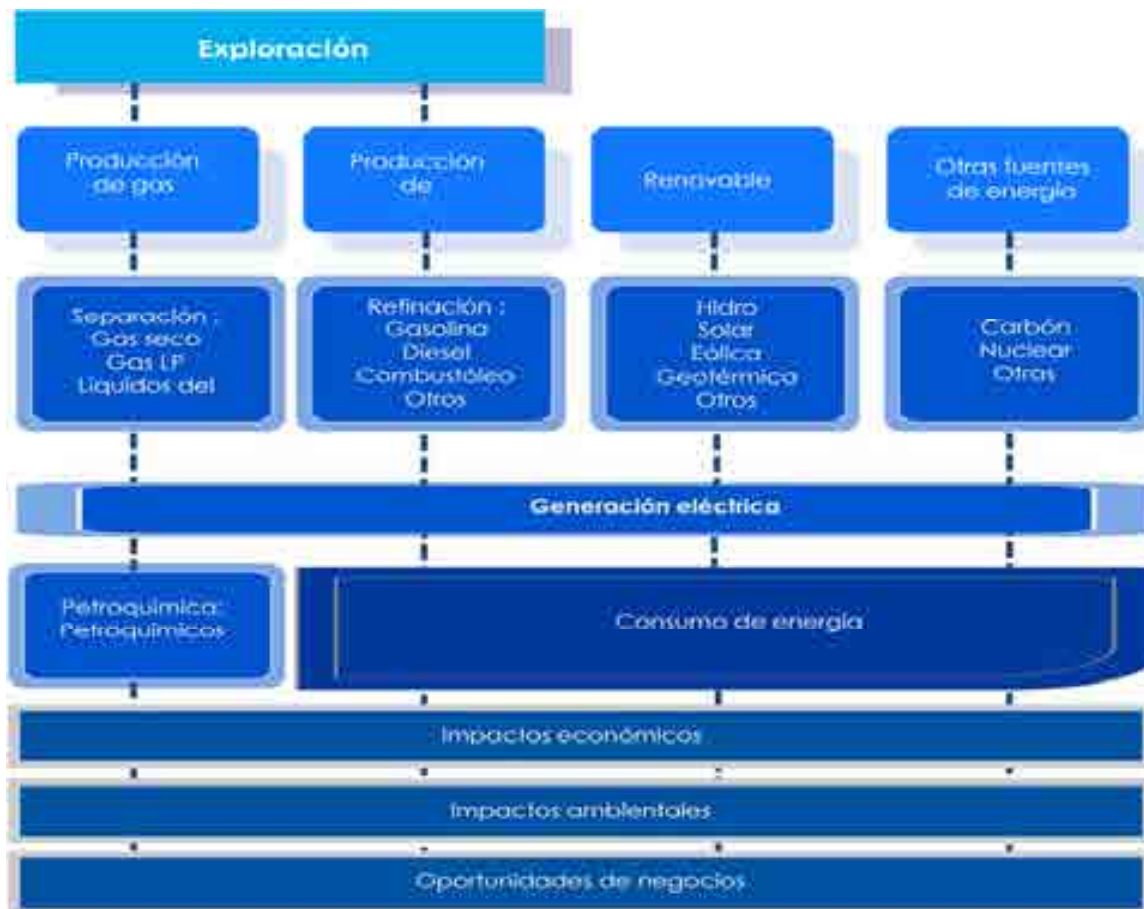 Exploración
Producción
de gas
Producción
de
Renovable
Otras fuentes
de energía
Separación :
Gas seco
Gas LP
Líquidos del
Refinación :
Gasolina
Diesel
Combustóleo
Otros
Hidro
Solar
Eólica
Geotérmica
Otros
Carbón
Nuclear
Otras
Generación eléctrica
Petroquímica:
Petroquímicos
Consumo de energía
Impactos económicos
Impactos ambientales
Oportunidades de negocios